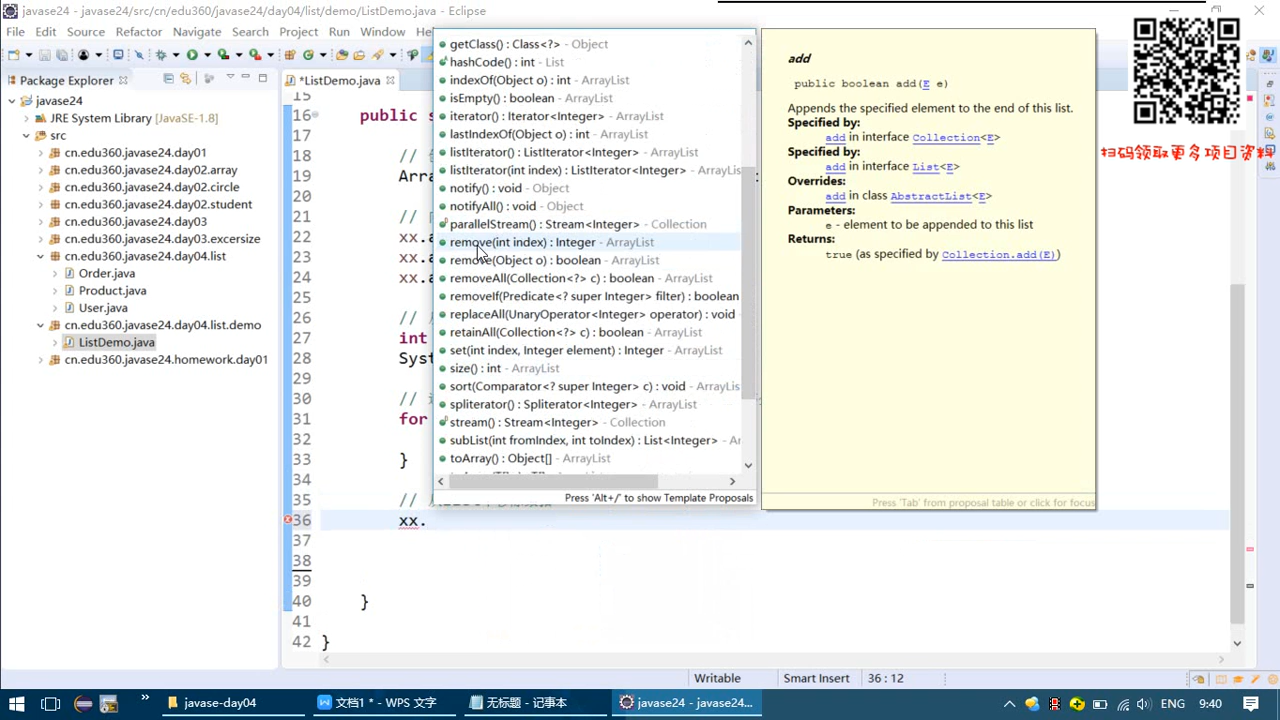 javase24 - javase24/src/cn/edu360/javase24/day04/list/demo/ListDemo.java - Eclipse
File Edit Source Refactor Navigate Search Project Run Window
Package Explorer
*ListDemo.java
javase24
JRE System Library [JavaSE-1.8]
src
cn.edu360.javase24.day01
cn.edu360.javase24.day02.array
cn.edu360.javase24.day02.circle
cn.edu360.javase24.day02.student
cn.edu360.javase24.day03
cn.edu360.javase24.day03.excersize
cn.edu360.javase24.day04.list
Order.java
Product.java
User.java
cn.edu360.javase24.day04.list.demo
ListDemo.java
cn.edu360.javase24.homework.day01
15
16 public s
17
18 //
19 Arr
20
21 //
22 xx.a
23 xx.a
24 xx.a
25
26 //
27 int
28 Sys
29
30 //
31 for
32
33 }
34
35 //
36 xx.
37
38
39
40 }
41
42 }
getClass() : Class<?> - Object
hashCode() : int - List
indexOf(Object o) : int - ArrayList
isEmpty() : boolean - ArrayList
iterator() : Iterator<Integer> - ArrayList
lastIndexOf(Object o) : int - ArrayList
listIterator() : ListIterator<Integer> - ArrayList
listIterator(int index) : ListIterator<Integer> - ArrayLis
notify() : void - Object
notifyAll() : void - Object
parallelStream() : Stream<Integer> - Collection
remove(int index) : Integer - ArrayList
remove(Object o) : boolean - ArrayList
removeAll(Collection<?> c) : boolean - ArrayList
removeIf(Predicate<? super Integer> filter) : boolean
replaceAll(UnaryOperator<Integer> operator) : void
retainAll(Collection<?> c) : boolean - ArrayList
set(int index, Integer element) : Integer - ArrayList
size() : int - ArrayList
sort(Comparator<? super Integer> c) : void - ArrayLis
spliterator() : Spliterator<Integer> - ArrayList
stream() : Stream<Integer> - Collection
subList(int fromIndex, int toIndex) : List<Integer> - Ar
toArray() : Object[] - ArrayList
Press 'Alt+/' to show Template Proposals
add
public boolean add(E e)
Appends the specified element to the end of this list.
Specified by:
add in interface Collection<E>
Specified by:
add in interface List<E>
Overrides:
add in class AbstractList<E>
Parameters:
e - element to be appended to this list
Returns:
true (as specified by Collection.add(E))
Press 'Tab' from proposal table or click for focus
扫码领取更多项目资料
Writable Smart Insert 36 : 12
javase-day04
文档1 * - WPS 文字
无标题 - OneNote
javase24 - javase24...
ENG 9:40